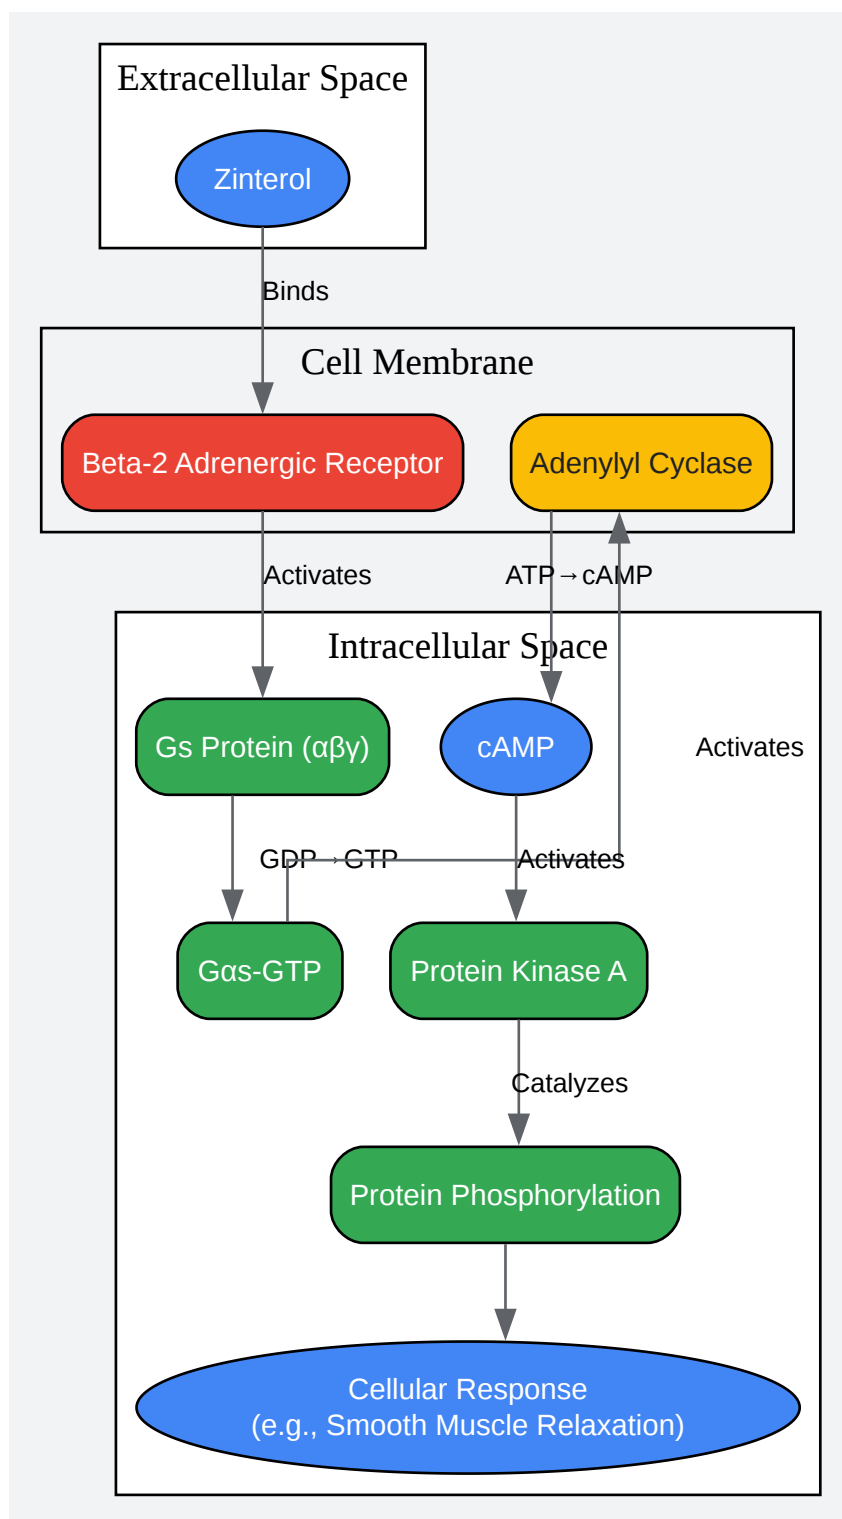 Extracellular Space
Zinterol
Binds
Cell Membrane
Beta-2 Adrenergic Receptor
Adenylyl Cyclase
Activates
ATP→cAMP
Intracellular Space
Gs Protein (αβγ)
cAMP
Activates
GDP→GTP
Activates
Gαs-GTP
Protein Kinase A
Catalyzes
Protein Phosphorylation
Cellular Response
(e.g., Smooth Muscle Relaxation)